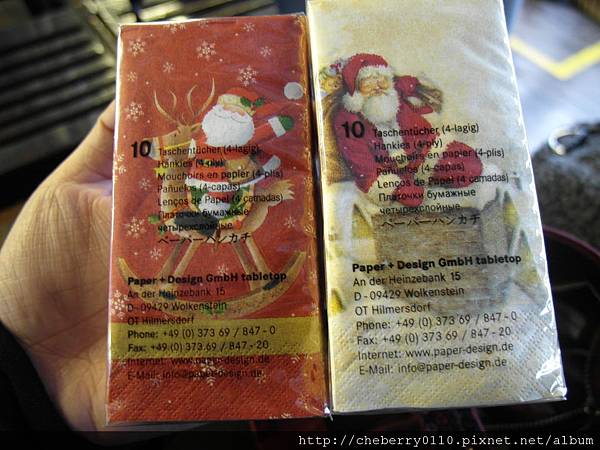 10 Taschentücher (4-lagig)
Hankies (4-ply)
Mouchoirs en papier (4-plis)
Pañuelos (4-capas)
Lenços de Papel (4 camadas)
Платочки бумажные
четырехслойные
ペーパーハンカチ
Paper + Design GmbH tabletop
An der Heinzebank 15
D - 09429 Wolkenstein
OT Hilmersdorf
Phone: +49 (0) 373 69 / 847 - 0
Fax: +49 (0) 373 69 / 847 - 20
Internet: www.paper-design.de
E-Mail: info@paper-design.de
10 Taschentücher (4-lagig)
Hankies (4-ply)
Mouchoirs en papier (4-plis)
Pañuelos (4-capas)
Lenços de Papel (4 camadas)
Платочки бумажные
четырехслойные
ペーパーハンカチ
Paper + Design GmbH tabletop
An der Heinzebank 15
D - 09429 Wolkenstein
OT Hilmersdorf
Phone: +49 (0) 373 69 / 847 - 0
Fax: +49 (0) 373 69 / 847 - 20
Internet: www.paper-design.de
E-Mail: info@paper-design.de
http://cheberry0110.pixnet.net/album